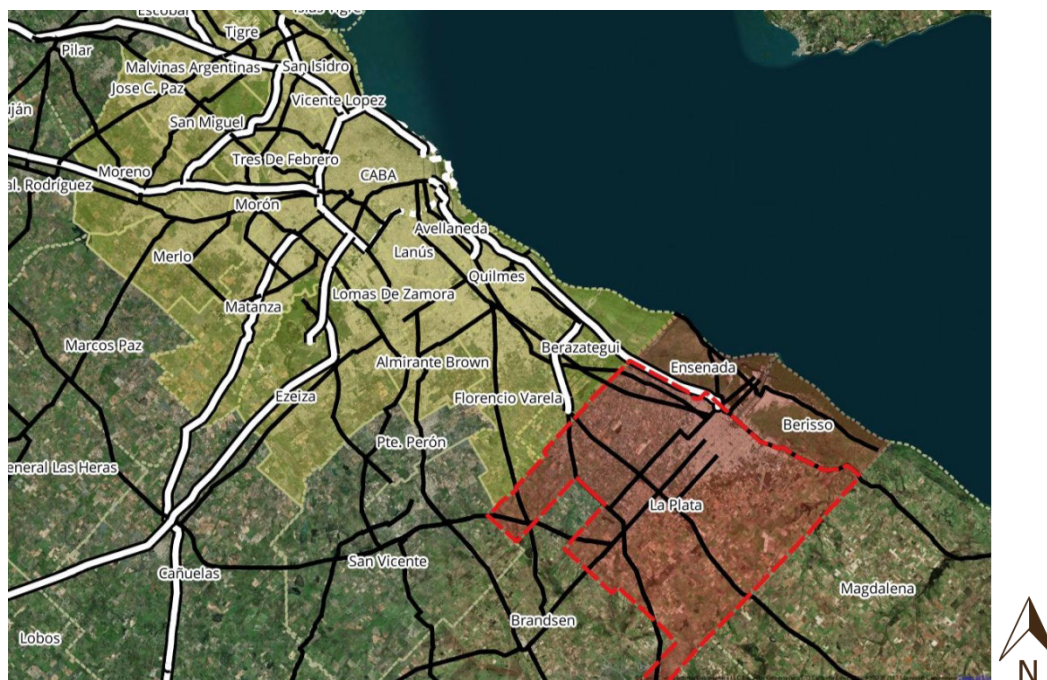 Escobar
Islas Tigre
Tigre
Pilar
Malvinas Argentinas
San Isidro
Jose C. Paz
Vicente Lopez
uján
San Miguel
Tres De Febrero
Moreno
CABA
al. Rodríguez
Morón
Avellaneda
Merlo
Lanús
Quilmes
Matanza
Lomas De Zamora
Marcos Paz
Berazategui
Almirante Brown
Ensenada
Ezeiza
Florencio Varela
Berisso
Pte. Perón
eneral Las Heras
La Plata
San Vicente
Cañuelas
Magdalena
Brandsen
Lobos
N